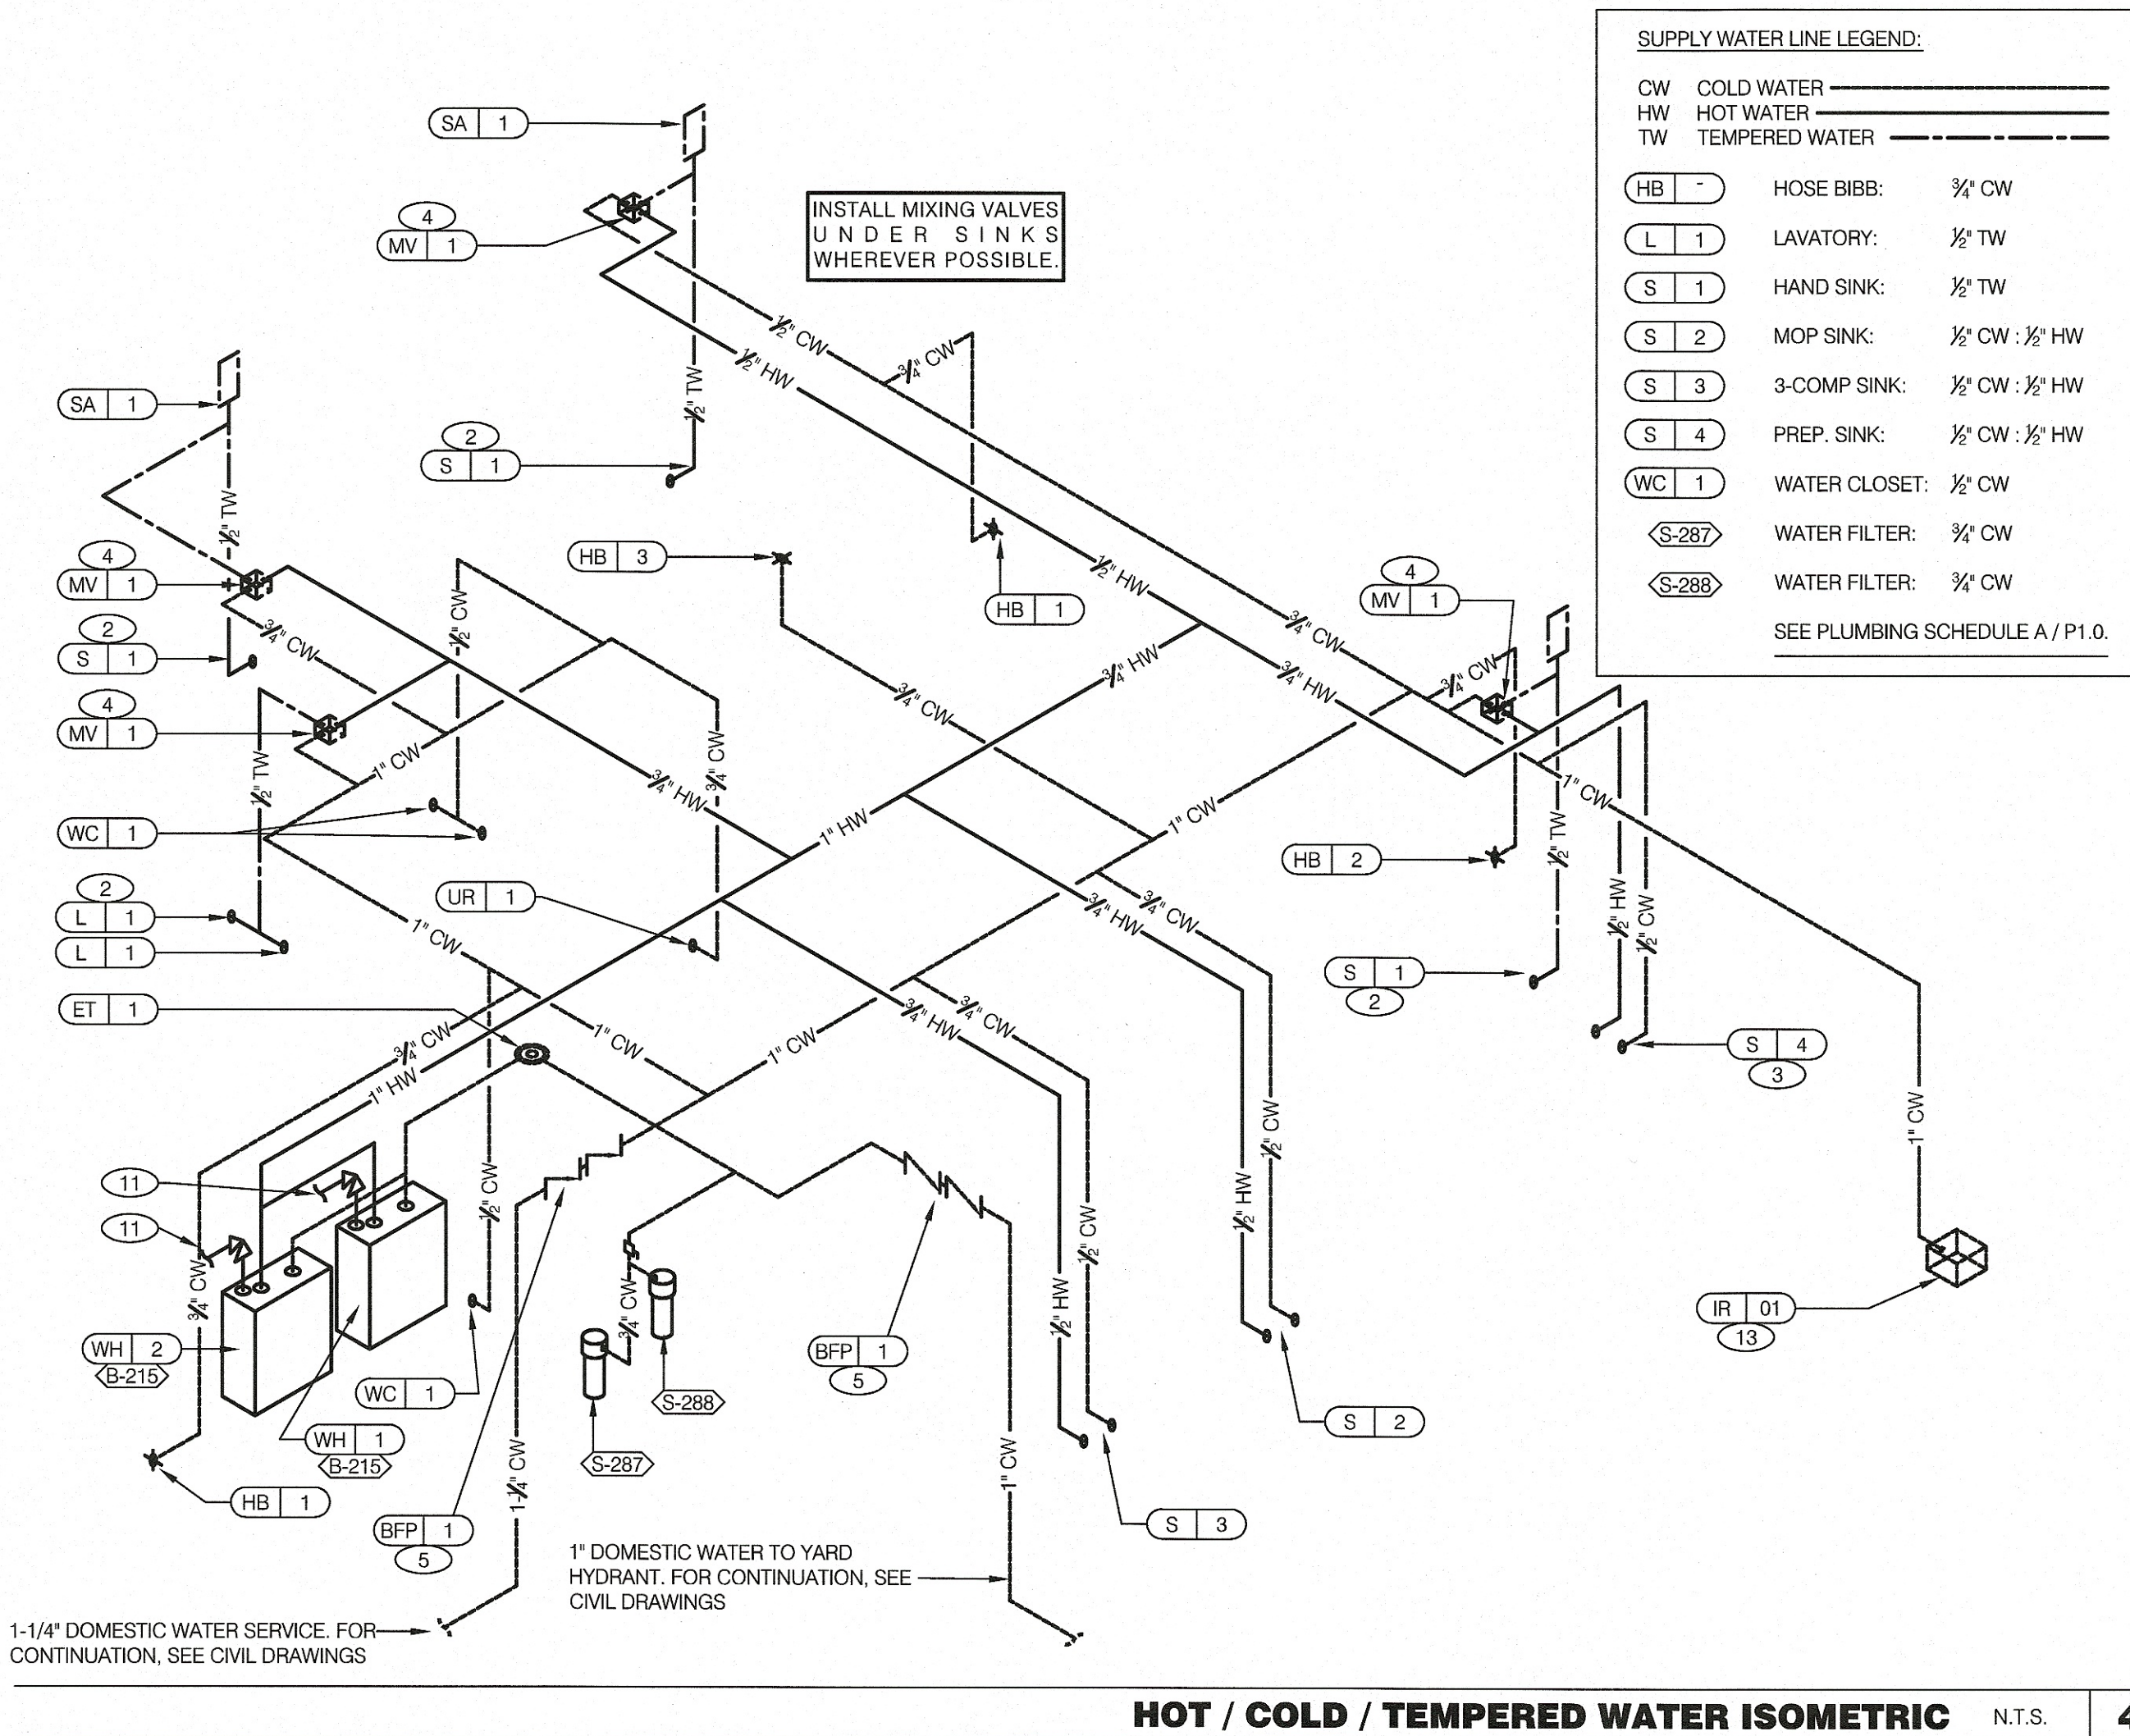 SUPPLY WATER LINE LEGEND:
CW COLD WATER
HW HOT WATER
TW TEMPERED WATER
HB - HOSE BIBB: 3/4" CW
L 1 LAVATORY: 1/2" TW
S 1 HAND SINK: 1/2" TW
S 2 MOP SINK: 1/2" CW : 1/2" HW
S 3 3-COMP SINK: 1/2" CW : 1/2" HW
S 4 PREP. SINK: 1/2" CW : 1/2" HW
WC 1 WATER CLOSET: 1/2" CW
S-287 WATER FILTER: 3/4" CW
S-288 WATER FILTER: 3/4" CW
SEE PLUMBING SCHEDULE A / P1.0.
SA 1
4
MV 1
INSTALL MIXING VALVES
UNDER SINKS
WHEREVER POSSIBLE.
1/2" CW
1/2" HW
3/4" CW
1/2" TW
SA 1
2
S 1
1/2" TW
4
MV 1
HB 3
HB 1
1/2" HW
4
MV 1
2
S 1
3/4" CW
1/2" CW
3/4" CW
3/4" HW
3/4" HW
3/4" CW
4
MV 1
3/4" CW
1" CW
1/2" TW
3/4" HW
3/4" CW
1" CW
1" CW
WC 1
1" HW
HB 2
1/2" TW
2
L 1
L 1
UR 1
3/4" HW
3/4" CW
1/2" HW
1/2" CW
1" CW
S 1
2
ET 1
3/4" CW
1" CW
1" CW
3/4" HW
3/4" CW
S 4
3
1" HW
1" CW
11
11
1/2" CW
1/2" HW
1/2" CW
1/2" CW
3/4" CW
3/4" CW
1/2" HW
IR 01
13
WH 2
B-215
WC 1
S-288
BFP 1
5
S 2
WH 1
B-215
S-287
1-1/4" CW
1" CW
HB 1
BFP 1
5
S 3
1" DOMESTIC WATER TO YARD
HYDRANT. FOR CONTINUATION, SEE
CIVIL DRAWINGS
1-1/4" DOMESTIC WATER SERVICE. FOR
CONTINUATION, SEE CIVIL DRAWINGS
HOT / COLD / TEMPERED WATER ISOMETRIC N.T.S.